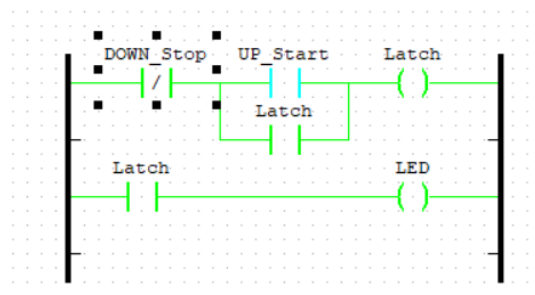 DOWN_Stop UP_Start Latch
/
Latch
Latch LED